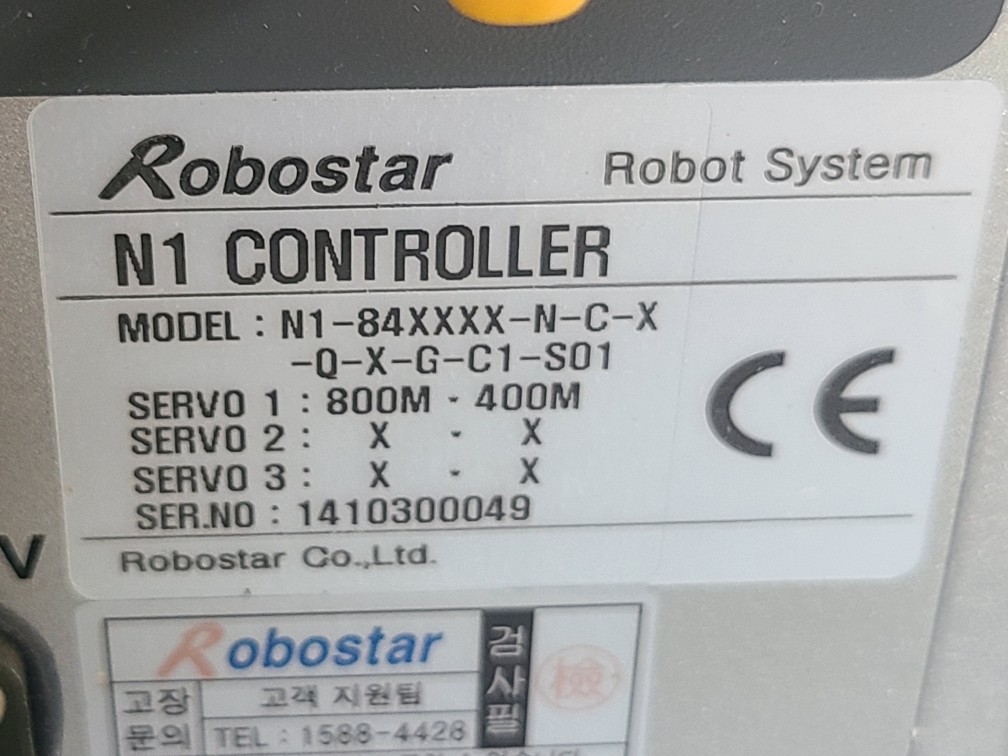 Robostar Robot System
N1 CONTROLLER
MODEL : N1-84XXXX-N-C-X
-Q-X-G-C1-S01
SERVO 1 : 800M - 400M
SERVO 2 : X - X
SERVO 3 : X - X
SER.NO : 1410300049
CE
Robostar Co.,Ltd.
V
Robostar
검사필
檢
고장문의
고객 지원팀
TEL : 1588-4428